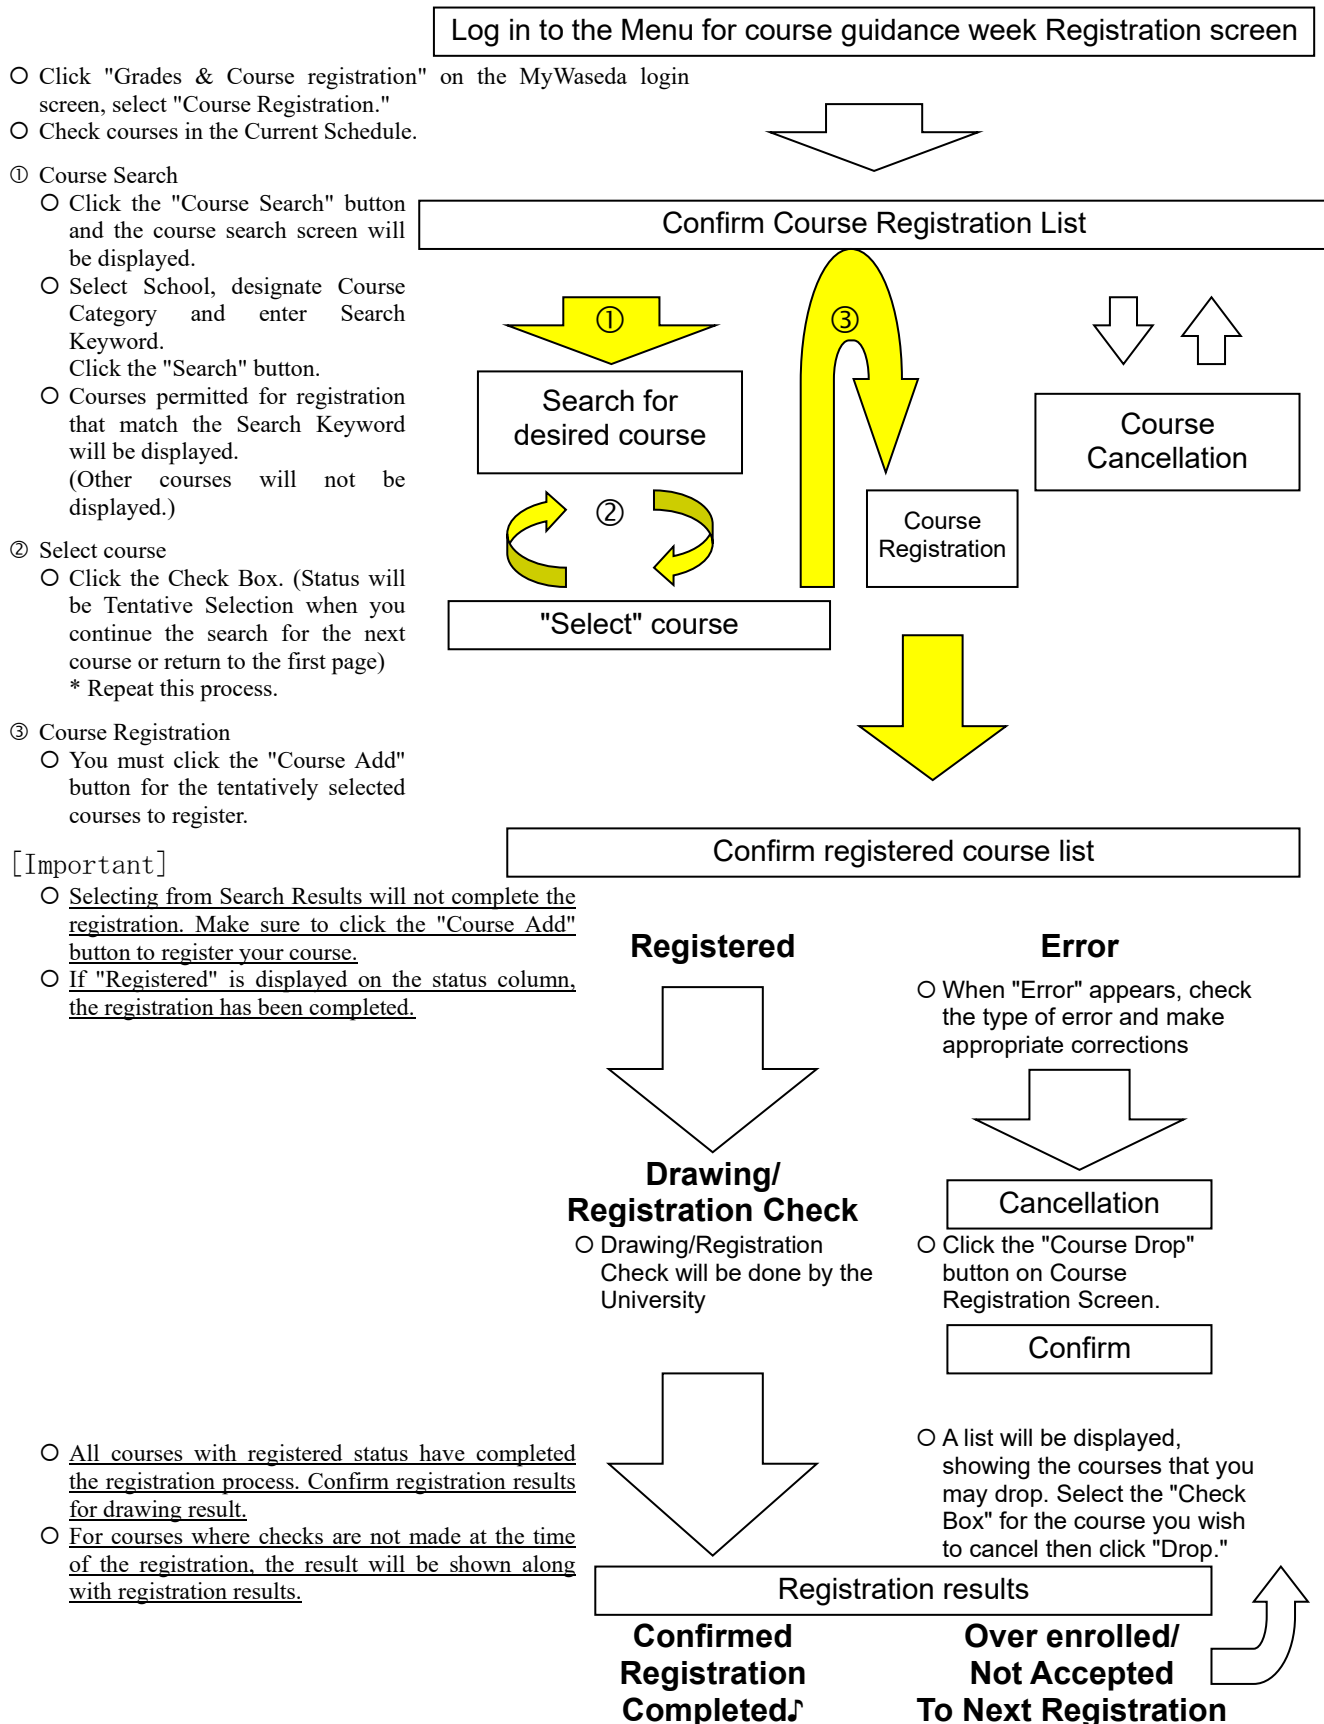 Log in to the Menu for course guidance week Registration screen
○ Click "Grades & Course registration" on the MyWaseda login
screen, select "Course Registration."
○ Check courses in the Current Schedule.
① Course Search
○ Click the "Course Search" button
and the course search screen will
be displayed.
○ Select School, designate Course
Category and enter Search
Keyword.
Click the "Search" button.
○ Courses permitted for registration
that match the Search Keyword
will be displayed.
(Other courses will not be
displayed.)
② Select course
○ Click the Check Box. (Status will
be Tentative Selection when you
continue the search for the next
course or return to the first page)
* Repeat this process.
③ Course Registration
○ You must click the "Course Add"
button for the tentatively selected
courses to register.
[Important]
○ Selecting from Search Results will not complete the
registration. Make sure to click the "Course Add"
button to register your course.
○ If "Registered" is displayed on the status column,
the registration has been completed.
○ All courses with registered status have completed
the registration process. Confirm registration results
for drawing result.
○ For courses where checks are not made at the time
of the registration, the result will be shown along
with registration results.
Confirm Course Registration List
①
Search for
desired course
②
"Select" course
③
Course
Registration
Course
Cancellation
Confirm registered course list
Registered
Drawing/
Registration Check
○ Drawing/Registration
Check will be done by the
University
Error
○ When "Error" appears, check
the type of error and make
appropriate corrections
Cancellation
○ Click the "Course Drop"
button on Course
Registration Screen.
Confirm
○ A list will be displayed,
showing the courses that you
may drop. Select the "Check
Box" for the course you wish
to cancel then click "Drop."
Registration results
Confirmed
Registration
Completed♪
Over enrolled/
Not Accepted
To Next Registration